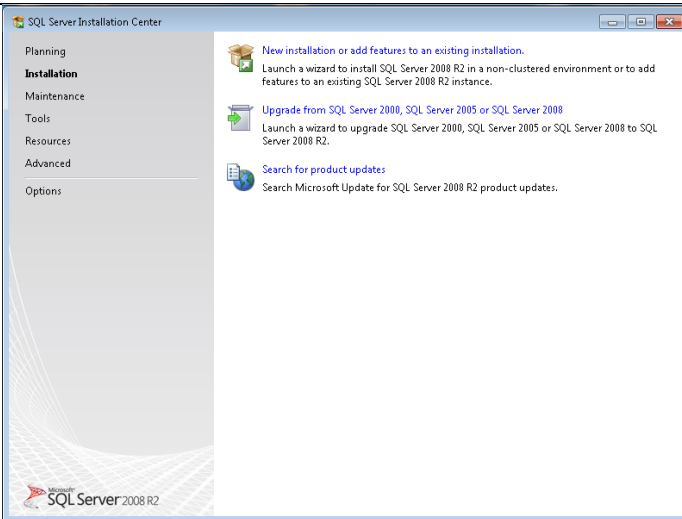 SQL Server Installation Center
Planning
Installation
Maintenance
Tools
Resources
Advanced
Options
New installation or add features to an existing installation.
Launch a wizard to install SQL Server 2008 R2 in a non-clustered environment or to add
features to an existing SQL Server 2008 R2 instance.
Upgrade from SQL Server 2000, SQL Server 2005 or SQL Server 2008
Launch a wizard to upgrade SQL Server 2000, SQL Server 2005 or SQL Server 2008 to SQL
Server 2008 R2.
Search for product updates
Search Microsoft Update for SQL Server 2008 R2 product updates.
Microsoft
SQL Server 2008 R2